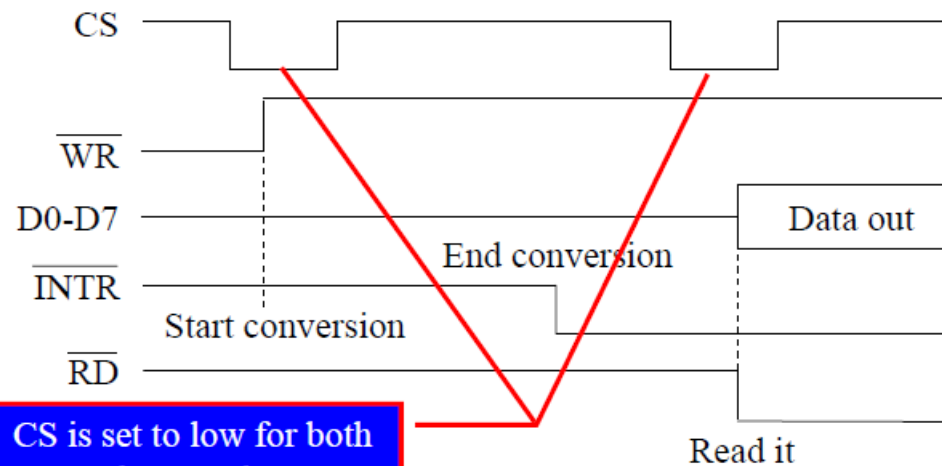 CS
WR
D0-D7
Data out
End conversion
INTR
Start conversion
RD
CS is set to low for both
Read it